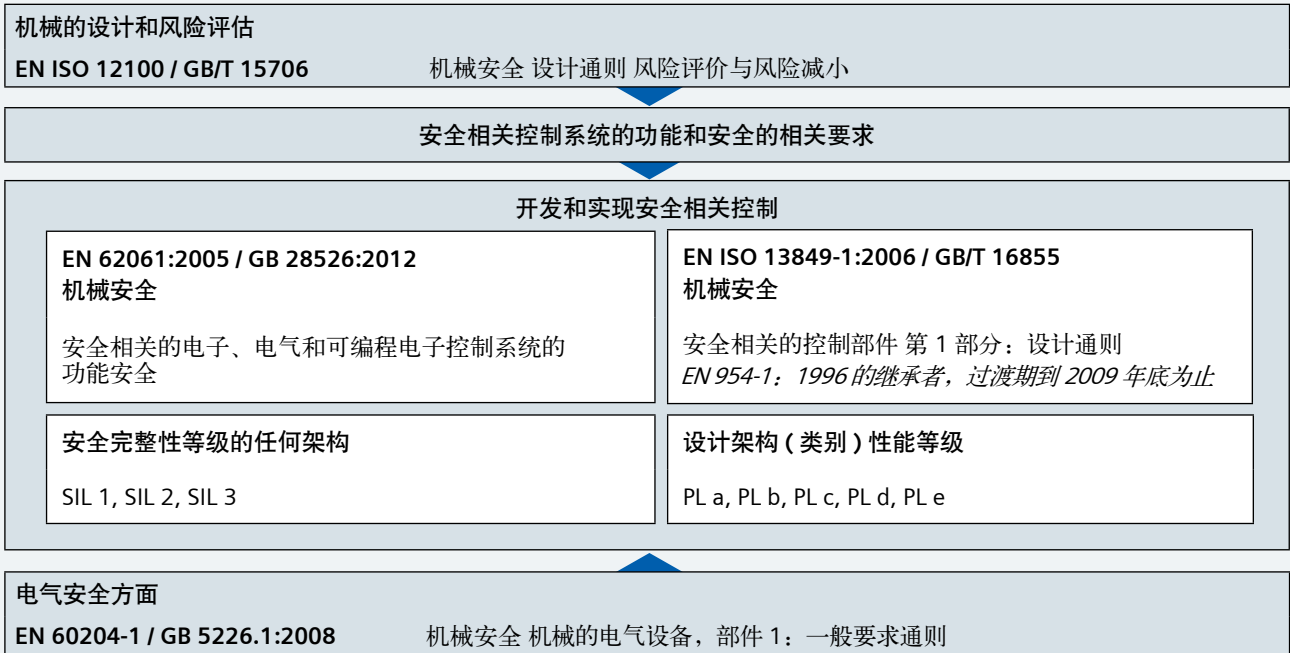 机械的设计和风险评估
EN ISO 12100 / GB/T 15706 机械安全 设计通则 风险评价与风险减小
安全相关控制系统的功能和安全的相关要求
开发和实现安全相关控制
EN 62061:2005 / GB 28526:2012
机械安全
安全相关的电子、电气和可编程电子控制系统的
功能安全
EN ISO 13849-1:2006 / GB/T 16855
机械安全
安全相关的控制部件 第 1 部分：设计通则
EN 954-1：1996 的继承者，过渡期到 2009 年底为止
安全完整性等级的任何架构
SIL 1, SIL 2, SIL 3
设计架构 ( 类别 ) 性能等级
PL a, PL b, PL c, PL d, PL e
电气安全方面
EN 60204-1 / GB 5226.1:2008 机械安全 机械的电气设备，部件 1：一般要求通则